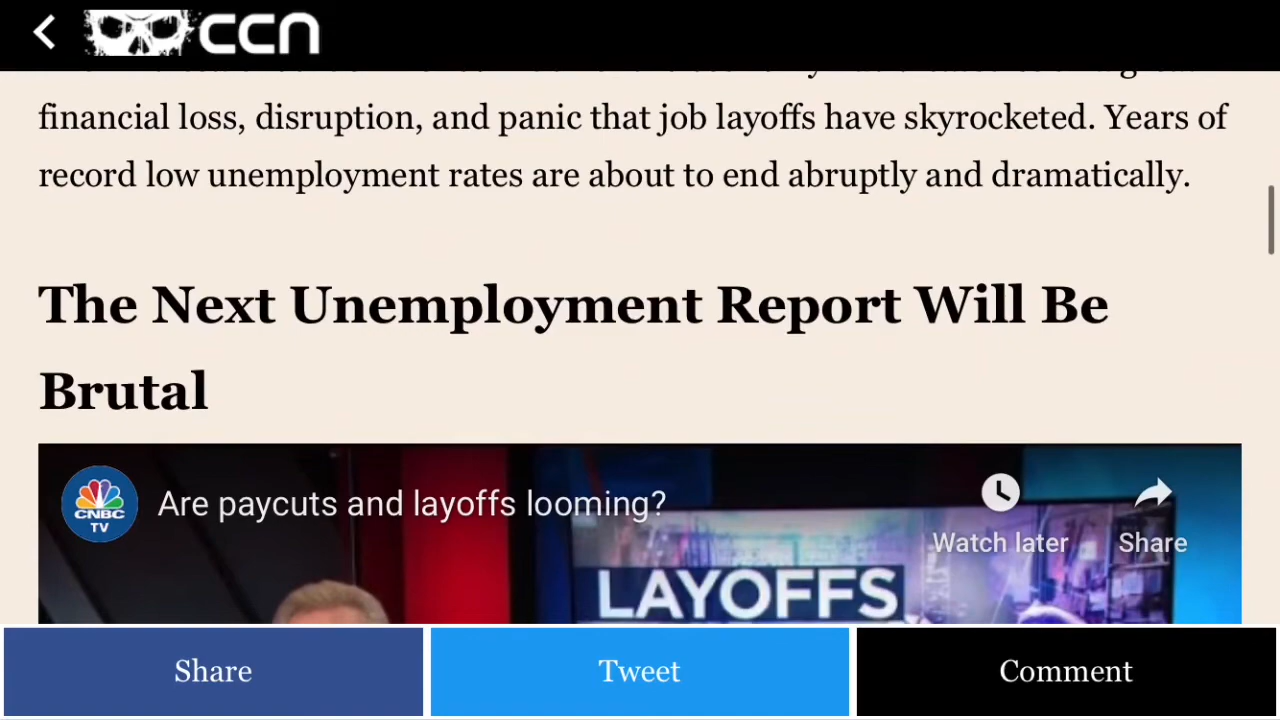 ccn
financial loss, disruption, and panic that job layoffs have skyrocketed. Years of
record low unemployment rates are about to end abruptly and dramatically.
The Next Unemployment Report Will Be
Brutal
CNBC
TV
Are paycuts and layoffs looming?
Watch later
Share
LAYOFFS
Share
Tweet
Comment